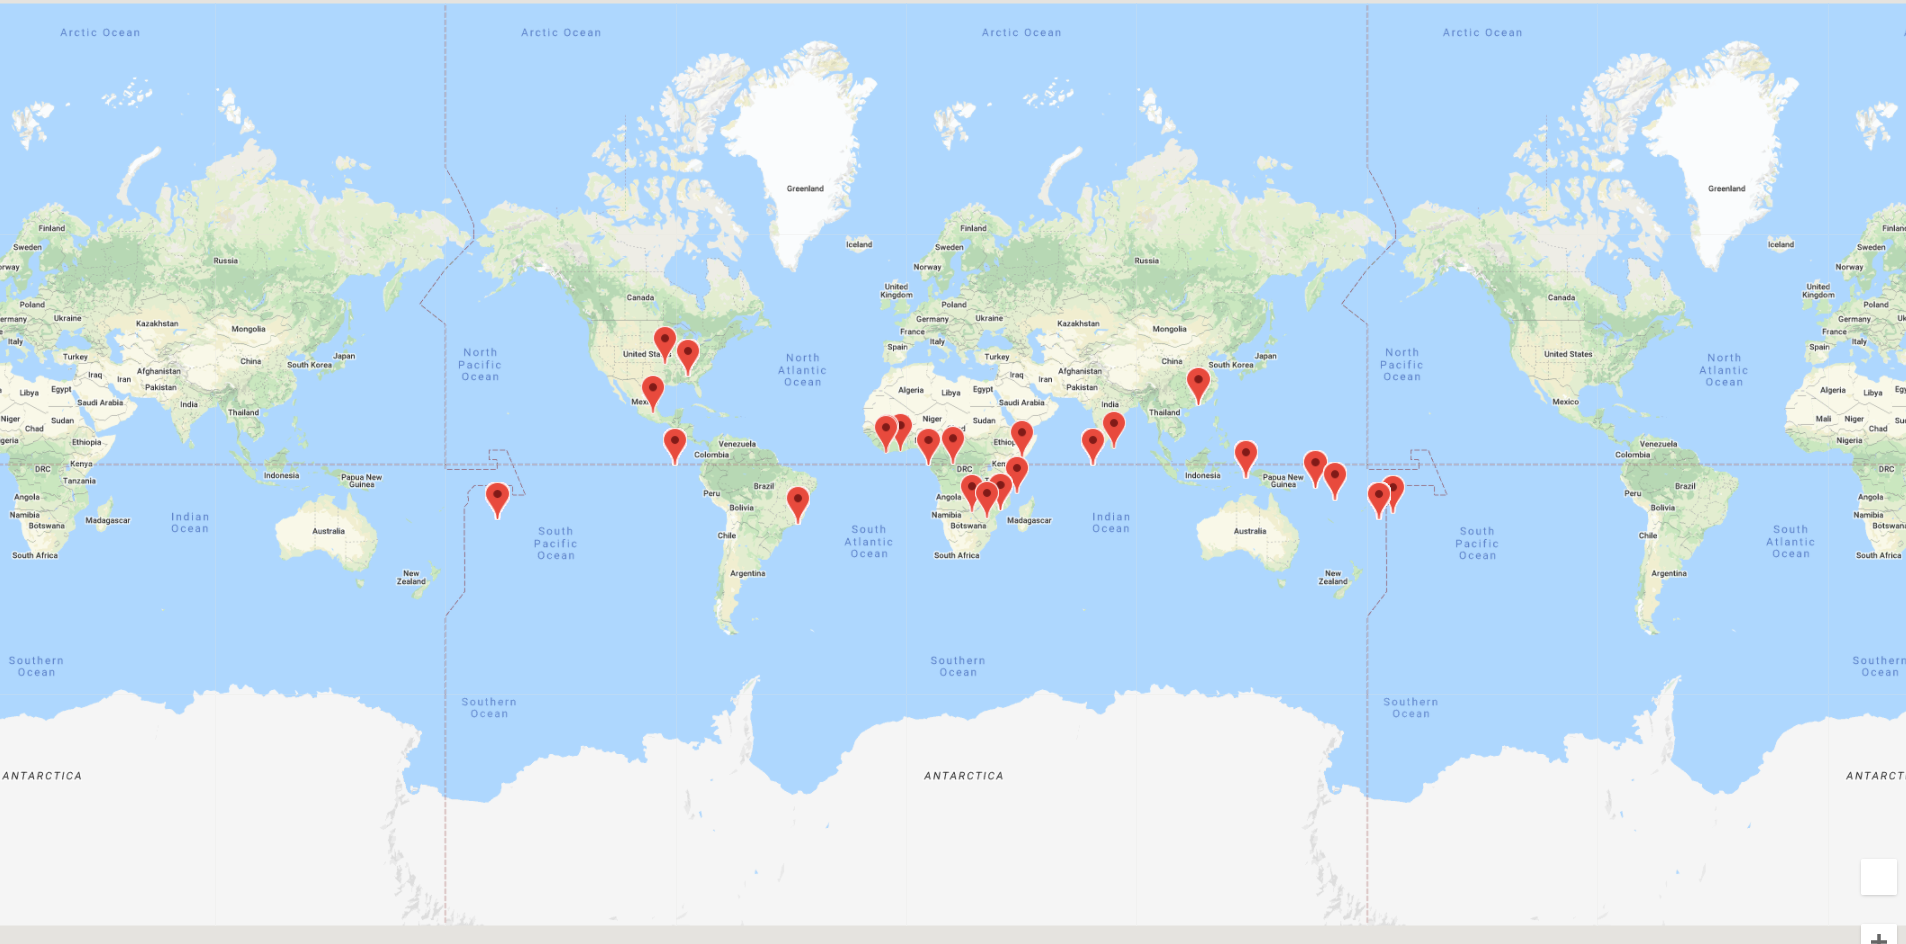 Arctic Ocean
Arctic Ocean
Arctic Ocean
Arctic Ocean
Greenland
Greenland
Iceland
Iceland
Finland
Sweden
Norway
Russia
Finland
Sweden
Norway
Russia
Finland
Sweden
Norway
United
Kingdom
United
Kingdom
Canada
Canada
Poland
Germany
Ukraine
Kazakhstan
Mongolia
Italy
Turkey
China
South Korea
Japan
Iraq
Iran
Afghanistan
Pakistan
Libya
Egypt
Saudi Arabia
India
Thailand
Niger
Chad
Sudan
Ethiopia
DRC
Kenya
Tanzania
Angola
Namibia
Botswana
Madagascar
South Africa
Indonesia
Papua New
Guinea
Indian
Ocean
Australia
New
Zealand
North
Pacific
Ocean
South
Pacific
Ocean
Mexico
Venezuela
Colombia
Peru
Brazil
Bolivia
Chile
Argentina
North
Atlantic
Ocean
South
Atlantic
Ocean
Poland
Germany
Ukraine
France
Spain
Italy
Kazakhstan
Mongolia
Turkey
China
South Korea
Japan
Iraq
Iran
Afghanistan
Pakistan
Algeria
Libya
Egypt
Saudi Arabia
India
Thailand
Niger
Sudan
DRC
Angola
Namibia
Botswana
Madagascar
South Africa
Indonesia
Papua New
Guinea
Indian
Ocean
Australia
New
Zealand
North
Pacific
Ocean
South
Pacific
Ocean
United States
Mexico
Venezuela
Colombia
Peru
Brazil
Bolivia
Chile
Argentina
North
Atlantic
Ocean
South
Atlantic
Ocean
Poland
Germany
France
Spain
Italy
Algeria
Libya
Mali
Niger
Nigeria
DRC
Angola
Namibia
South Africa
Southern
Ocean
Southern
Ocean
Southern
Ocean
Southern
Ocean
Southern
Ocean
ANTARCTICA
ANTARCTICA
ANTARCT